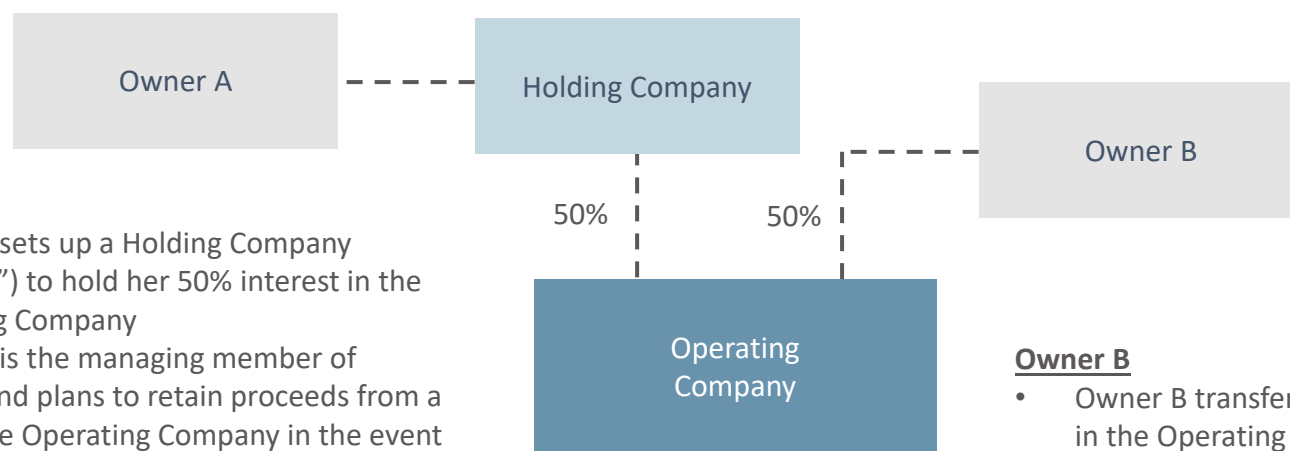 Owner A
Holding Company
Owner B
50%
50%
sets up a Holding Company
”) to hold her 50% interest in the
g Company
is the managing member of
nd plans to retain proceeds from a
e Operating Company in the event
Operating
Company
Owner B
• Owner B transfer
in the Operating